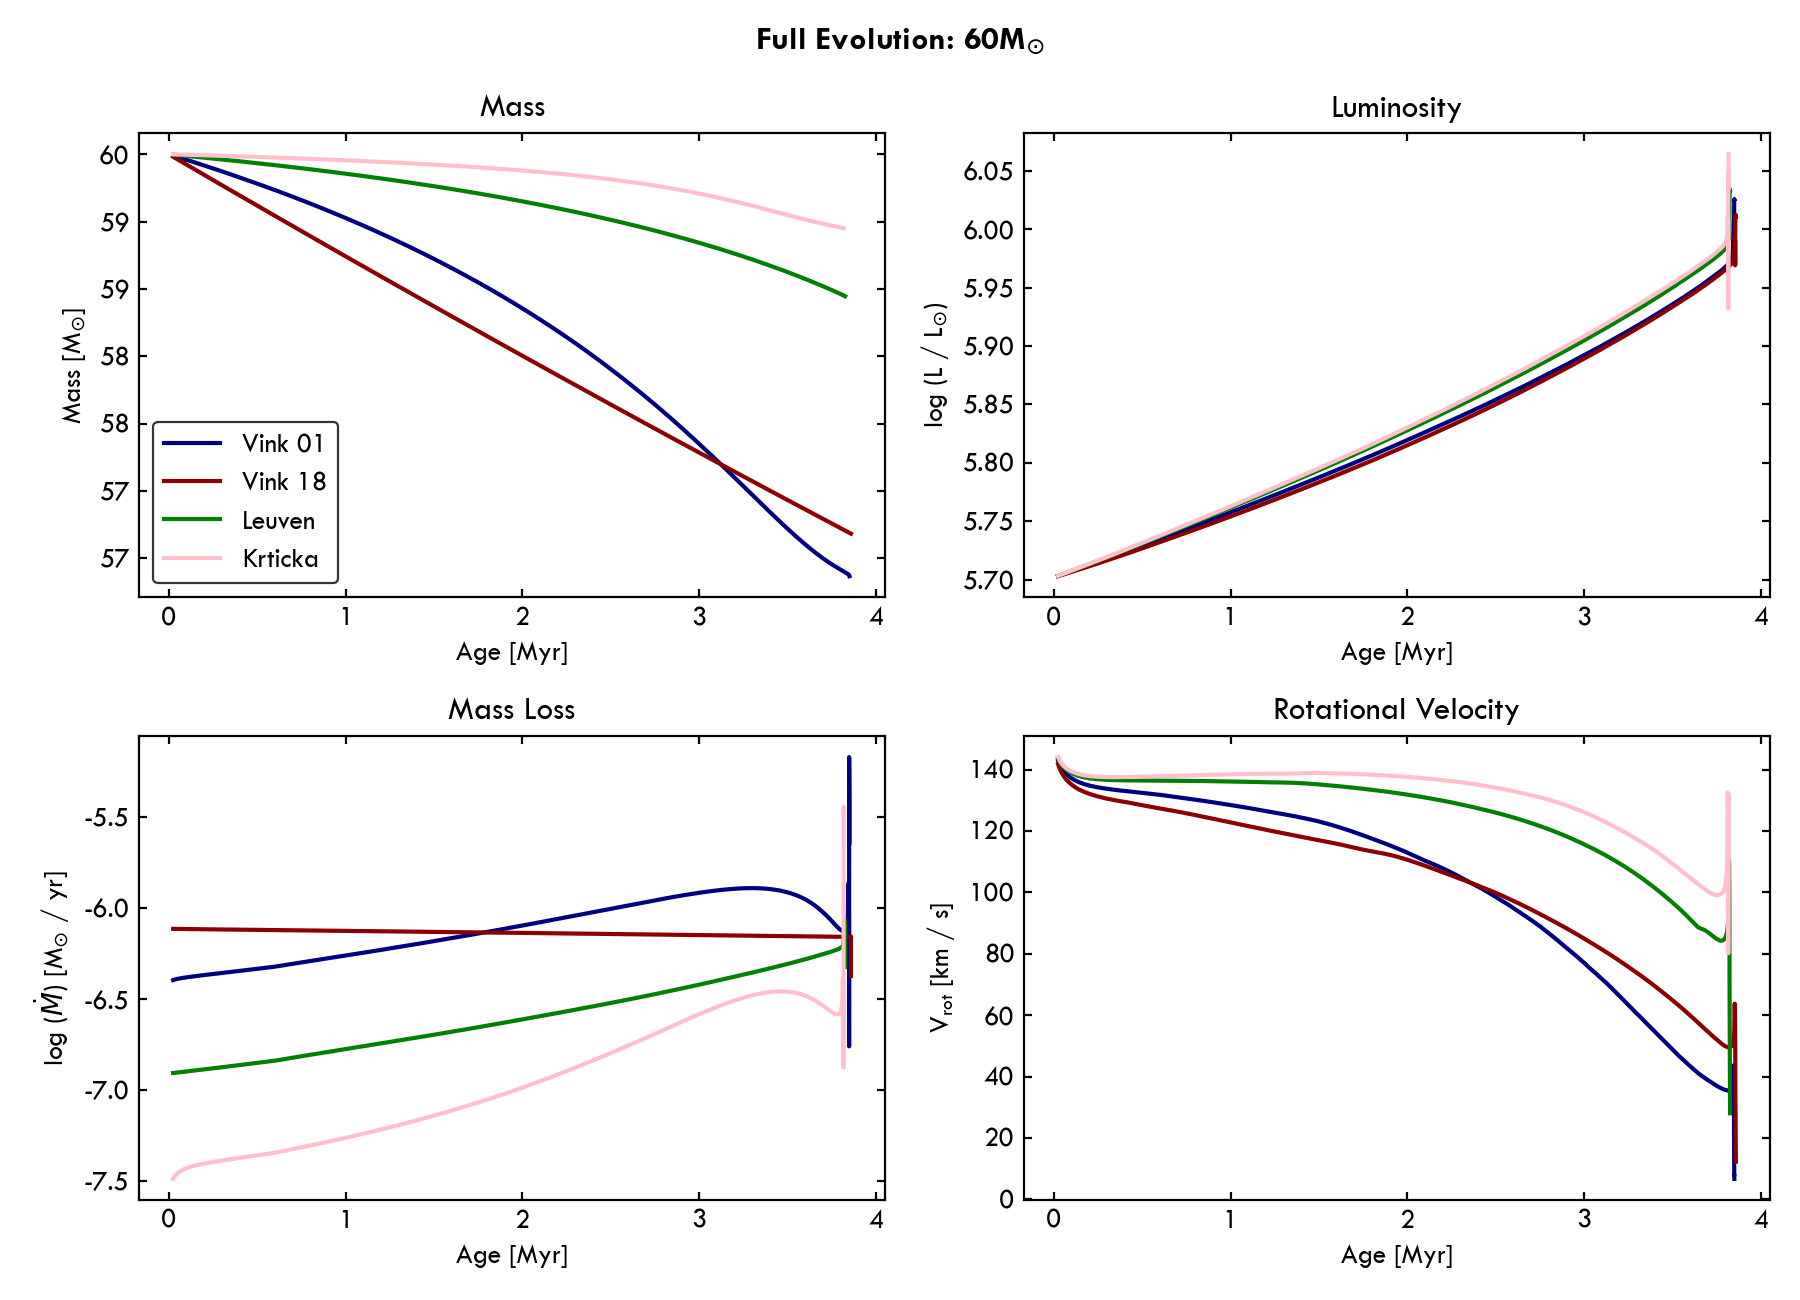 Full Evolution: 60M☉
Mass
60
59
59
58
58
57
57
Mass [M☉]
Vink 01
Vink 18
Leuven
Krticka
0 1 2 3 4
Age [Myr]
Luminosity
6.05
6.00
5.95
5.90
5.85
5.80
5.75
5.70
log (L / L☉)
0 1 2 3 4
Age [Myr]
Mass Loss
-5.5
-6.0
-6.5
-7.0
-7.5
log (Ṁ) [M☉ / yr]
0 1 2 3 4
Age [Myr]
Rotational Velocity
140
120
100
80
60
40
20
0
Vrot [km / s]
0 1 2 3 4
Age [Myr]